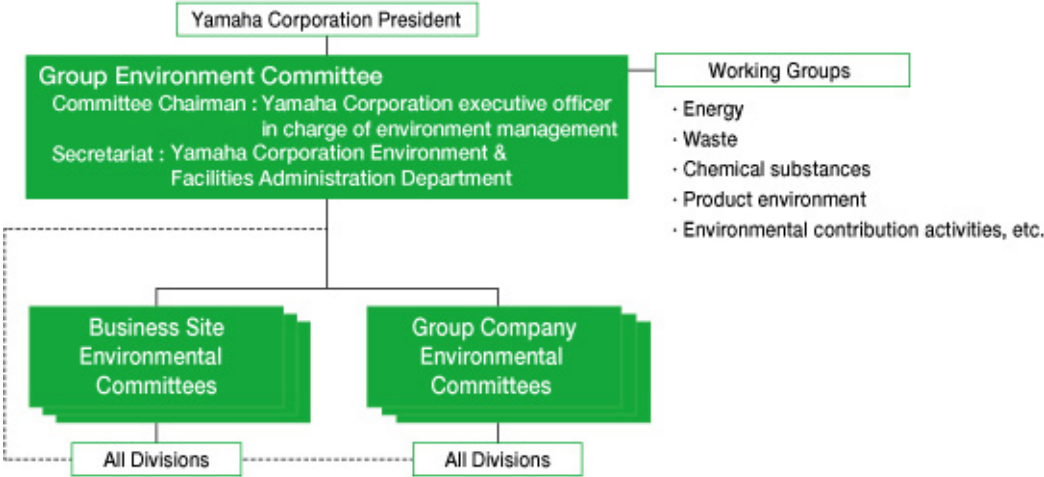 Yamaha Corporation President
Group Environment Committee
Committee Chairman : Yamaha Corporation executive officer
in charge of environment management
Secretariat : Yamaha Corporation Environment &
Facilities Administration Department
Working Groups
· Energy
· Waste
· Chemical substances
· Product environment
· Environmental contribution activities, etc.
Business Site
Environmental
Committees
Group Company
Environmental
Committees
All Divisions
All Divisions